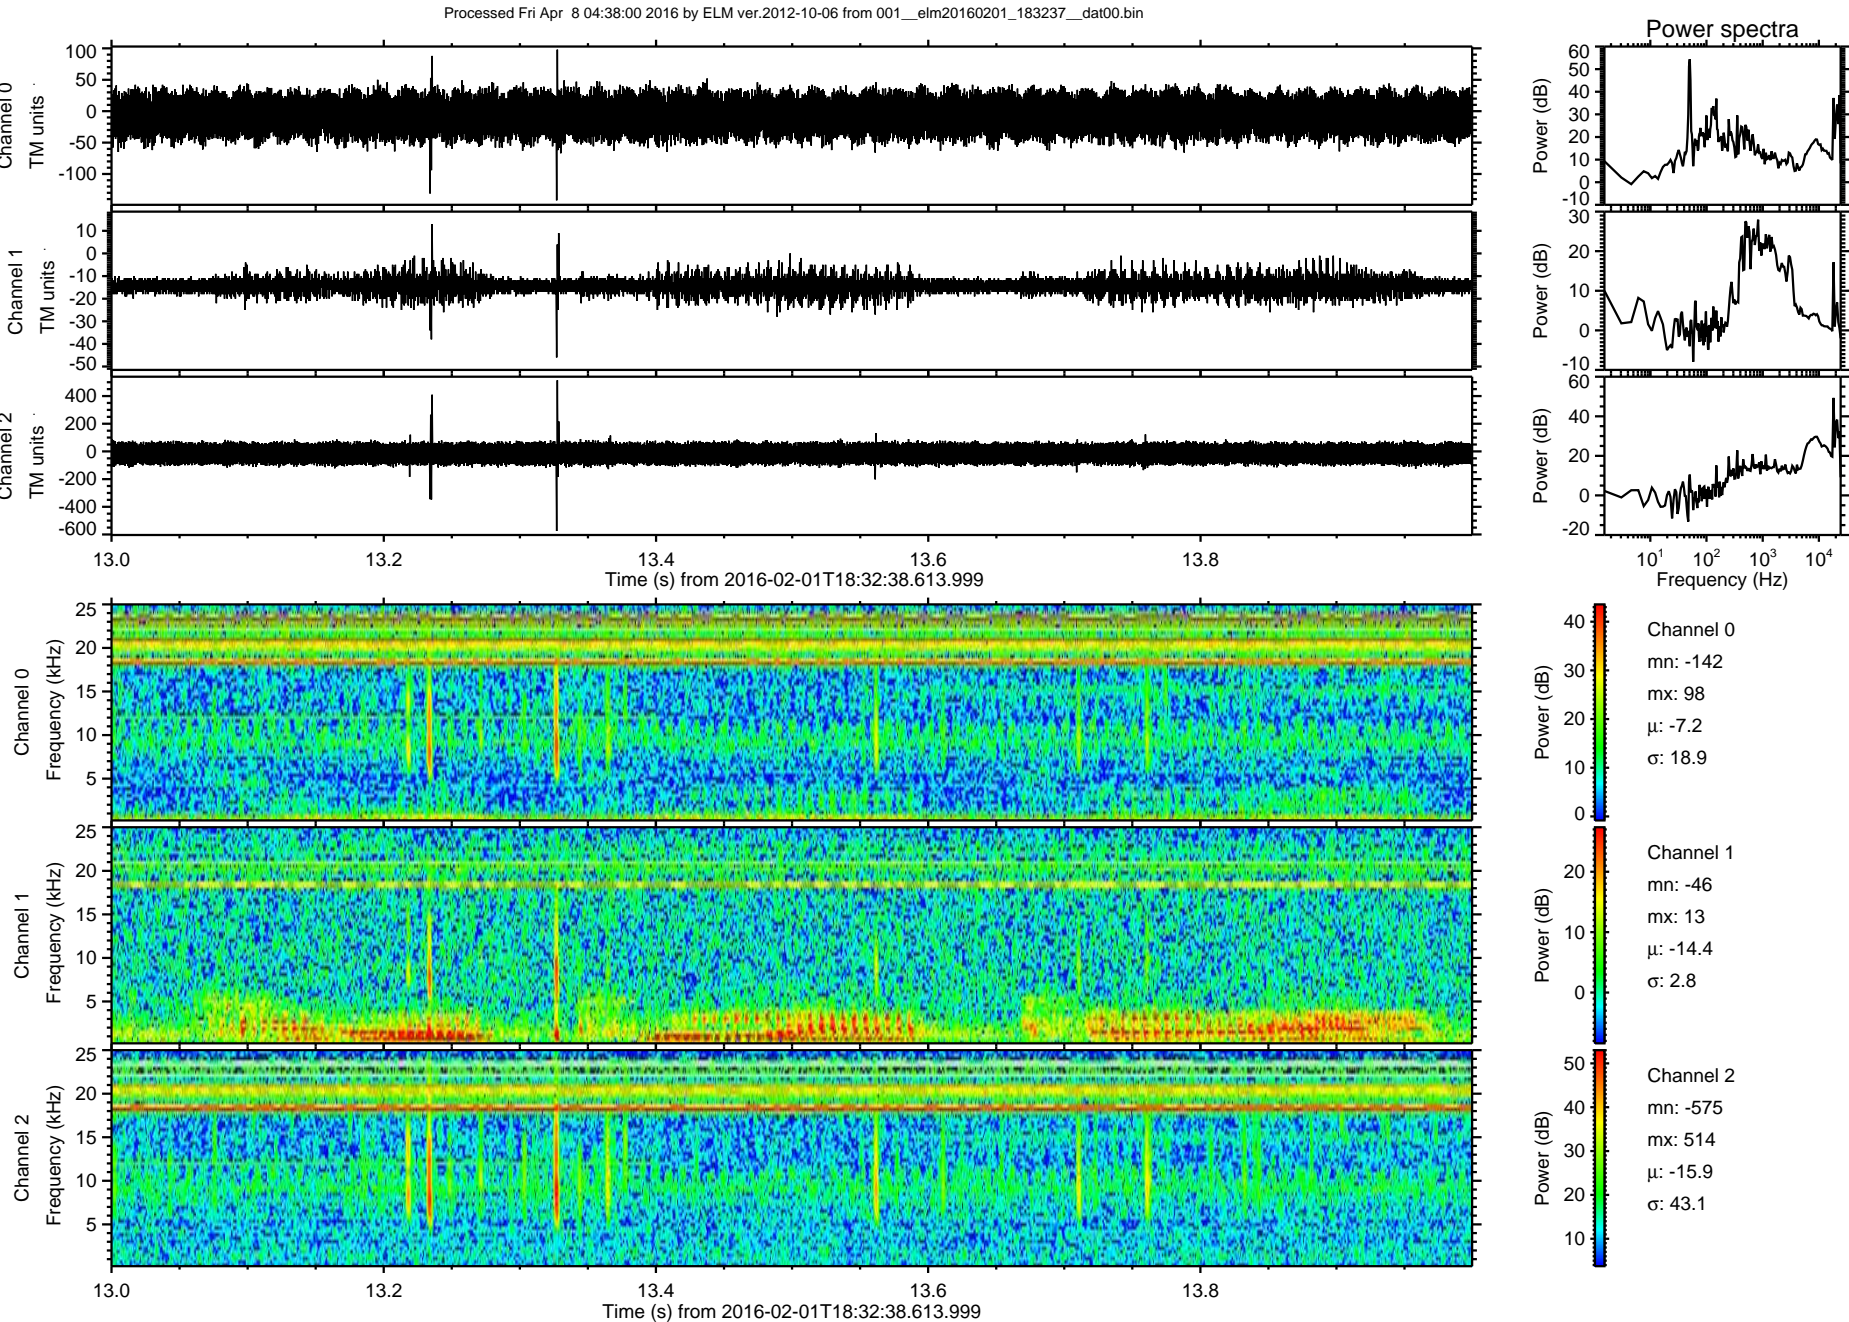 Processed Fri Apr  8 04:38:00 2016 by ELM ver.2012-10-06 from 001__elm20160201_183237__dat00.bin
Power spectra
Channel 0
TM units
100
50
0
-50
-100
Power (dB)
60
50
40
30
20
10
0
-10
Channel 1
TM units
10
0
-10
-20
-30
-40
-50
Power (dB)
30
20
10
0
-10
Channel 2
TM units
400
200
0
-200
-400
-600
Power (dB)
60
40
20
0
-20
13.0 13.2 13.4 13.6 13.8
Time (s) from 2016-02-01T18:32:38.613.999
10¹ 10² 10³ 10⁴
Frequency (Hz)
Channel 0
Frequency (kHz)
25
20
15
10
5
Power (dB)
40
30
20
10
0
Channel 0
mn: -142
mx: 98
μ: -7.2
σ: 18.9
Channel 1
Frequency (kHz)
25
20
15
10
5
Power (dB)
20
10
0
Channel 1
mn: -46
mx: 13
μ: -14.4
σ: 2.8
Channel 2
Frequency (kHz)
25
20
15
10
5
Power (dB)
50
40
30
20
10
Channel 2
mn: -575
mx: 514
μ: -15.9
σ: 43.1
13.0 13.2 13.4 13.6 13.8
Time (s) from 2016-02-01T18:32:38.613.999